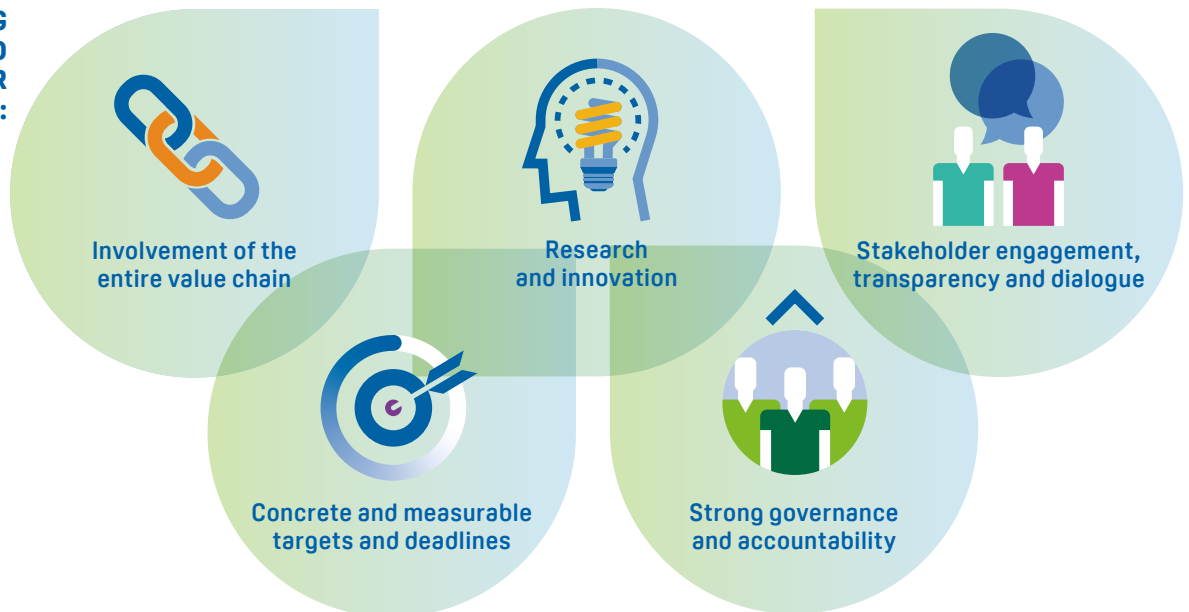 G
O
R
:
Involvement of the
entire value chain
Research
and innovation
Stakeholder engagement,
transparency and dialogue
Concrete and measurable
targets and deadlines
Strong governance
and accountability